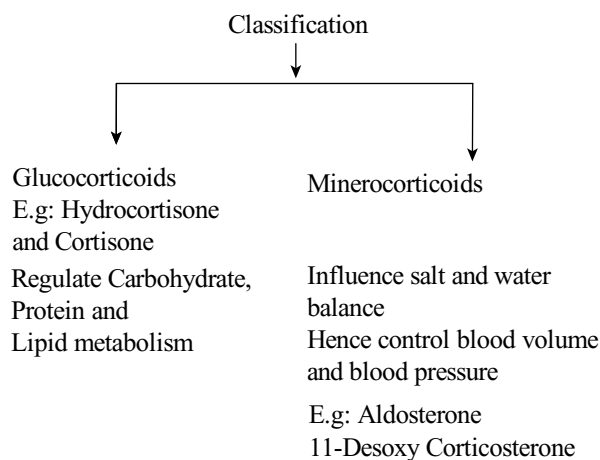 Classification
Glucocorticoids
E.g: Hydrocortisone
and Cortisone
Regulate Carbohydrate,
Protein and
Lipid metabolism
Minerocorticoids
Influence salt and water
balance
Hence control blood volume
and blood pressure
E.g: Aldosterone
11-Desoxy Corticosterone